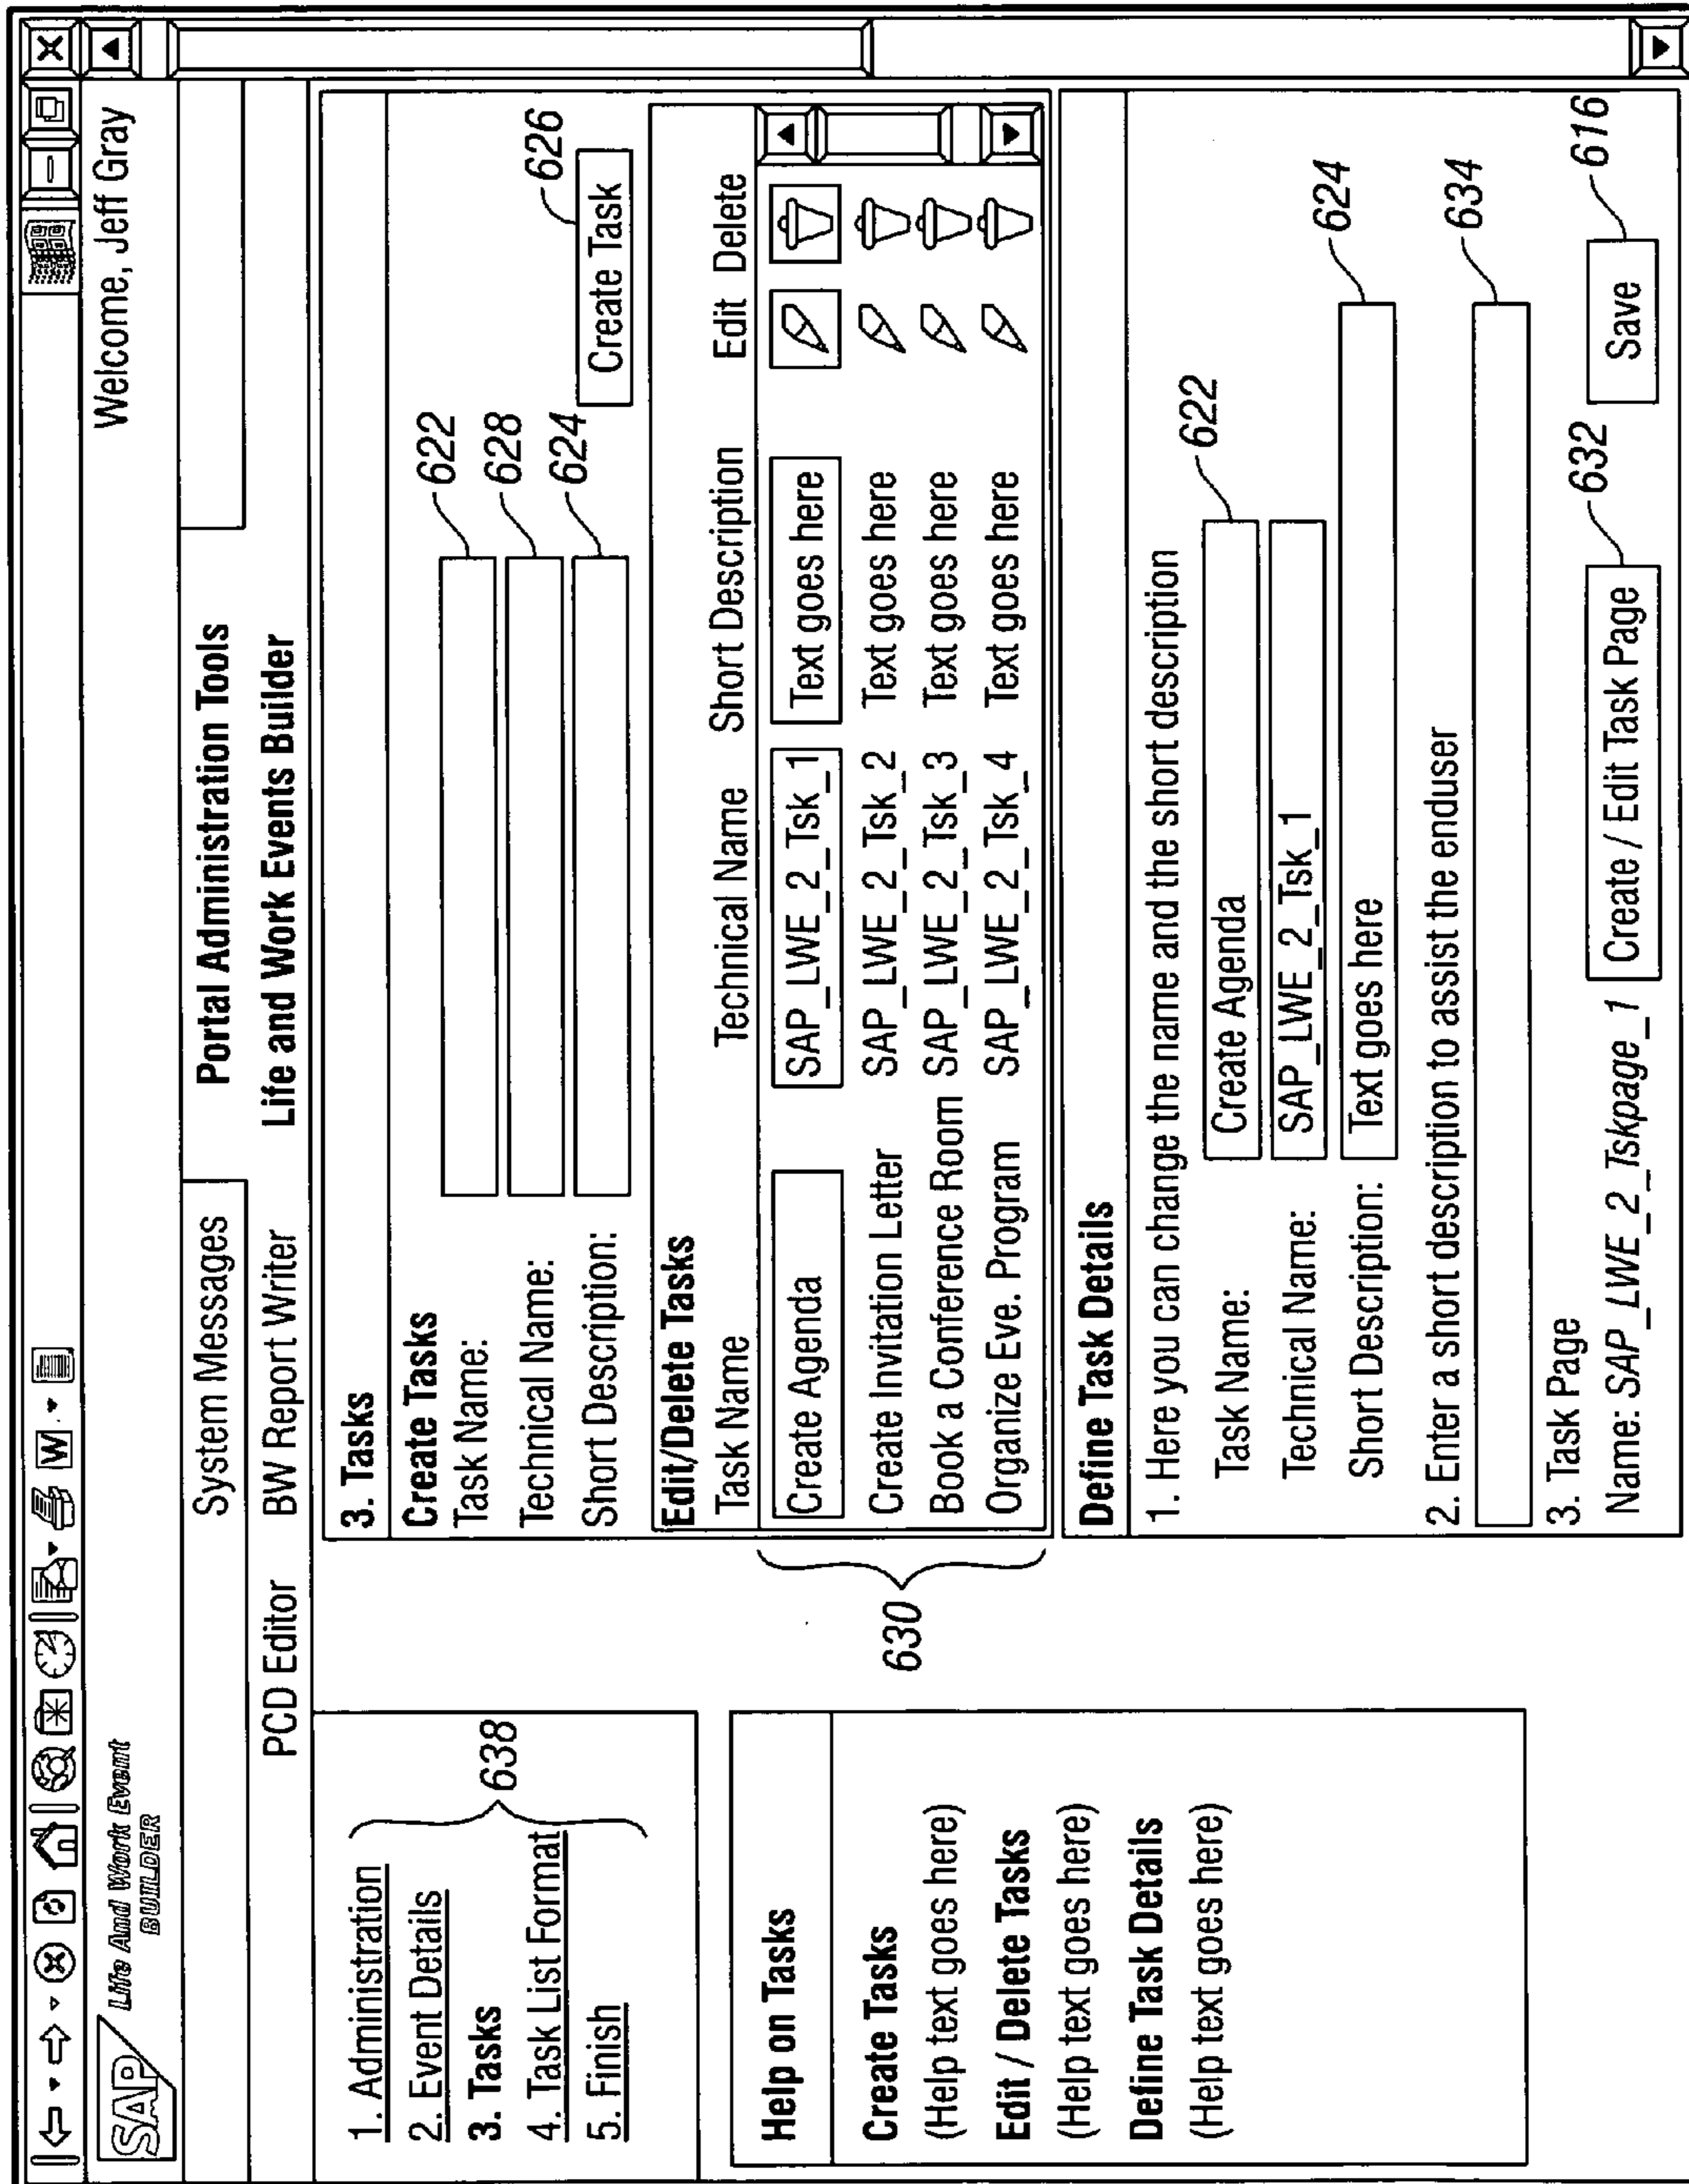 SAP
Life And Work Event
BUILDER
Welcome, Jeff Gray
System Messages
Portal Administration Tools
PCD Editor
BW Report Writer
Life and Work Events Builder
1. Administration
2. Event Details
3. Tasks
4. Task List Format
5. Finish
638
Help on Tasks
Create Tasks
(Help text goes here)
Edit / Delete Tasks
(Help text goes here)
Define Task Details
(Help text goes here)
3. Tasks
Create Tasks
Task Name:
622
Technical Name:
628
Short Description:
624
Create Task
626
Edit/Delete Tasks
Task Name Technical Name Short Description Edit Delete
Create Agenda SAP_LWE_2_Tsk_1 Text goes here
Create Invitation Letter SAP_LWE_2_Tsk_2 Text goes here
Book a Conference Room SAP_LWE_2_Tsk_3 Text goes here
Organize Eve. Program SAP_LWE_2_Tsk_4 Text goes here
630
Define Task Details
1. Here you can change the name and the short description
Task Name: Create Agenda
622
Technical Name: SAP_LWE_2_Tsk_1
Short Description: Text goes here
624
2. Enter a short description to assist the enduser
634
3. Task Page
Name: SAP_LWE_2_Tskpage_1 Create / Edit Task Page
632
Save
616
W